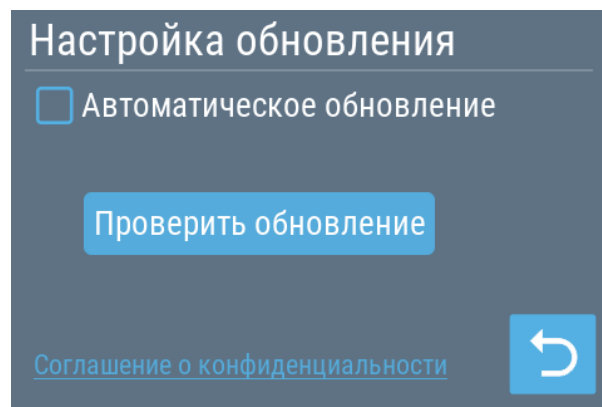 Настройка обновления
Автоматическое обновление
Проверить обновление
Соглашение о конфиденциальности